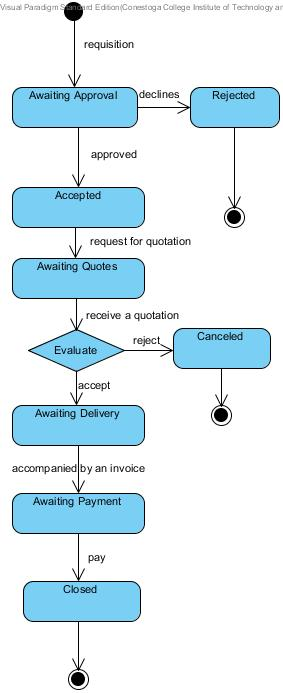 Visual Paradigm Standard Edition(Conestoga College Institute of Technology ar
requisition
Awaiting Approval
declines
Rejected
approved
Accepted
request for quotation
Awaiting Quotes
receive a quotation
Evaluate
reject
Canceled
accept
Awaiting Delivery
accompanied by an invoice
Awaiting Payment
pay
Closed